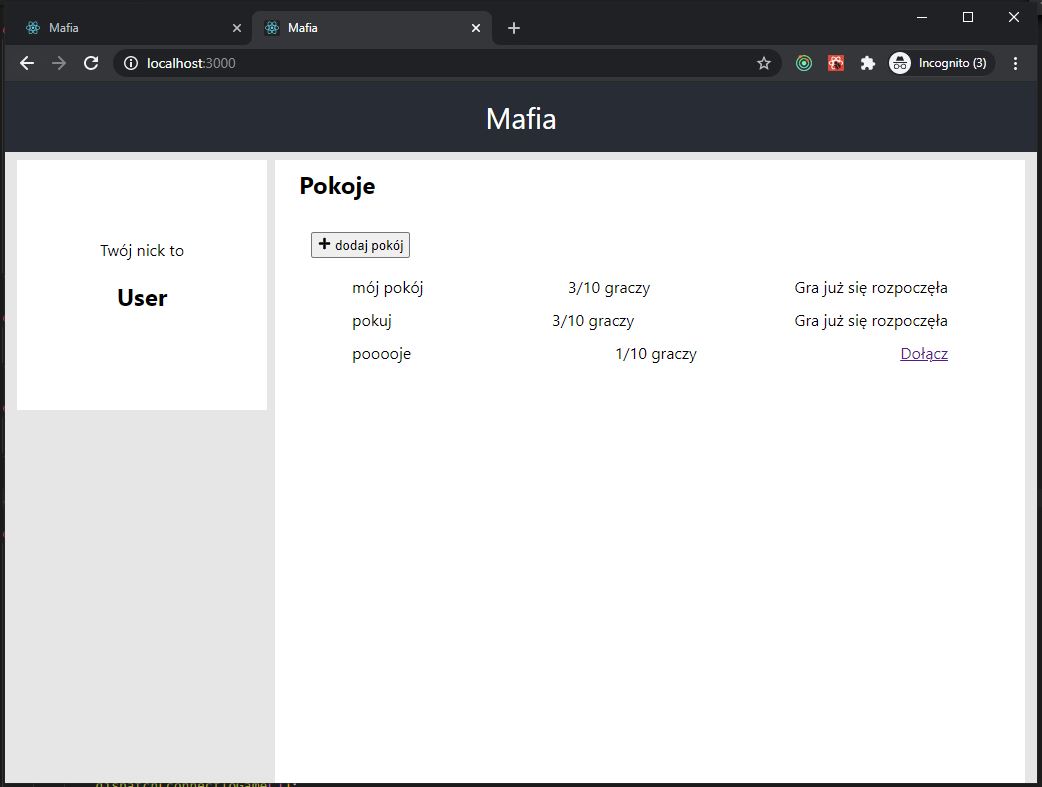 Mafia
Mafia
localhost:3000
Incognito (3)
Mafia
Twój nick to
User
Pokoje
dodaj pokój
mój pokój 3/10 graczy Gra już się rozpoczęła
pokuj 3/10 graczy Gra już się rozpoczęła
pooooje 1/10 graczy Dołącz